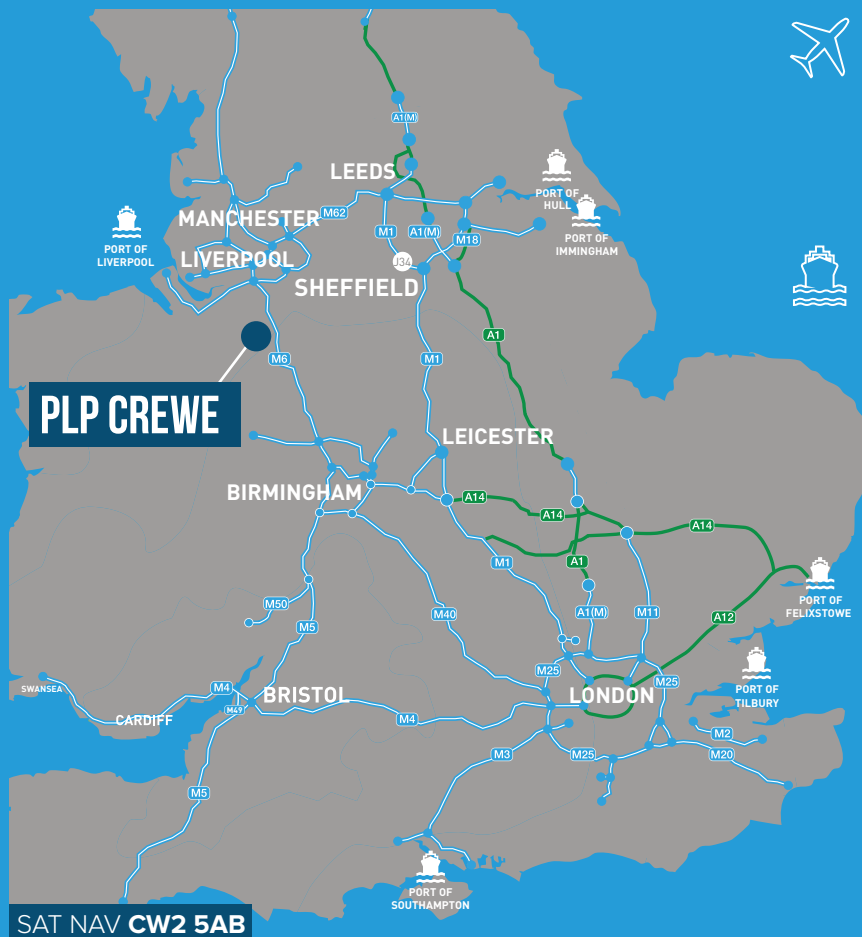 A1(M)
LEEDS
PORT OF
HULL
MANCHESTER
M62
PORT OF
LIVERPOOL
M1
A1(M)
M18
PORT OF
IMMINGHAM
LIVERPOOL
J34
SHEFFIELD
A1
M6
M1
PLP CREWE
LEICESTER
BIRMINGHAM
A14
A14
A14
M1
A1
PORT OF
FELIXSTOWE
M50
M5
M40
A1(M)
M11
A12
M25
M25
SWANSEA
M4
BRISTOL
LONDON
PORT OF
TILBURY
M49
CARDIFF
M4
M2
M3
M25
M20
M5
PORT OF
SOUTHAMPTON
SAT NAV CW2 5AB